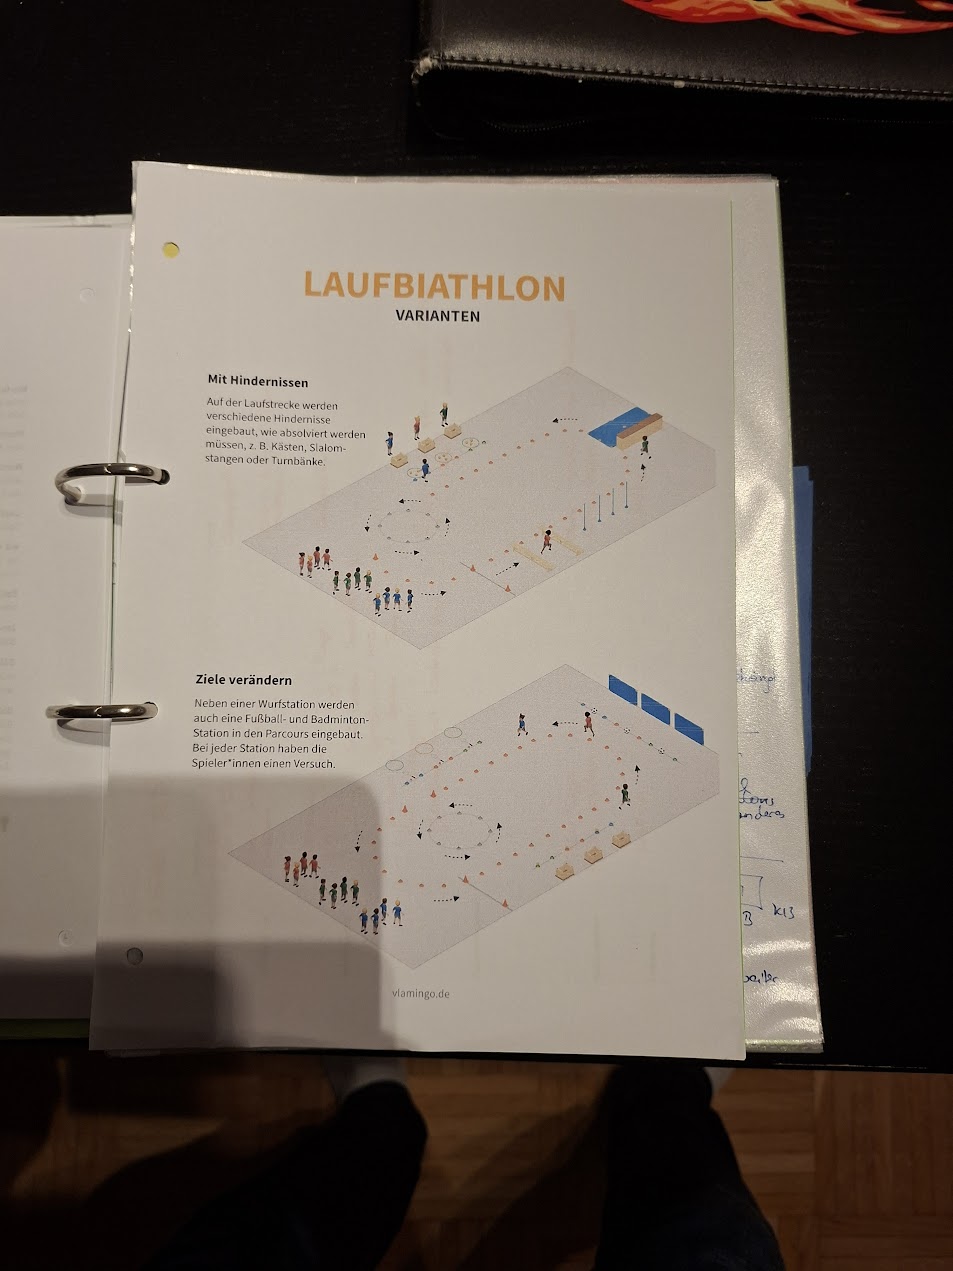 LAUFBIATHLON
VARIANTEN
Mit Hindernissen
Auf der Laufstrecke werden
verschiedene Hindernisse
eingebaut, wie absolviert werden
müssen, z. B. Kästen, Slalom-
stangen oder Turnbänke.
Ziele verändern
Neben einer Wurfstation werden
auch eine Fußball- und Badminton-
Station in den Parcours eingebaut.
Bei jeder Station haben die
Spieler*innen einen Versuch.
vlamingo.de
B